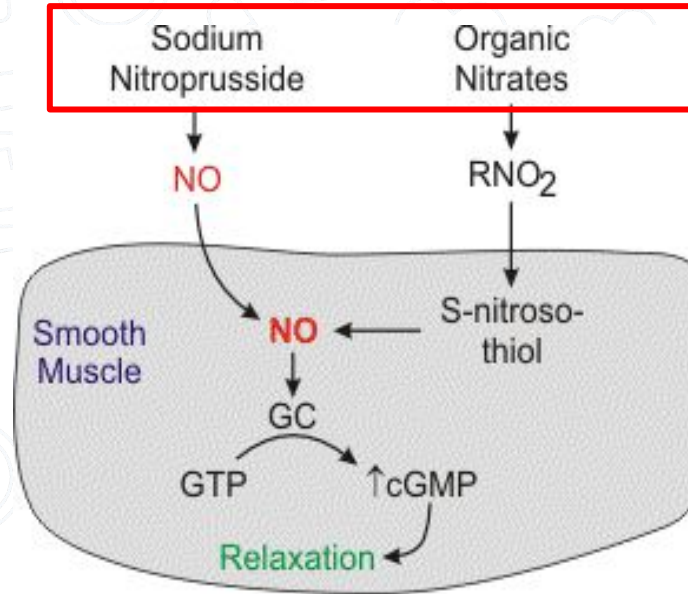 Sodium
Nitroprusside
Organic
Nitrates
NO
RNO2
Smooth
Muscle
NO
S-nitroso-
thiol
GC
GTP
↑cGMP
Relaxation